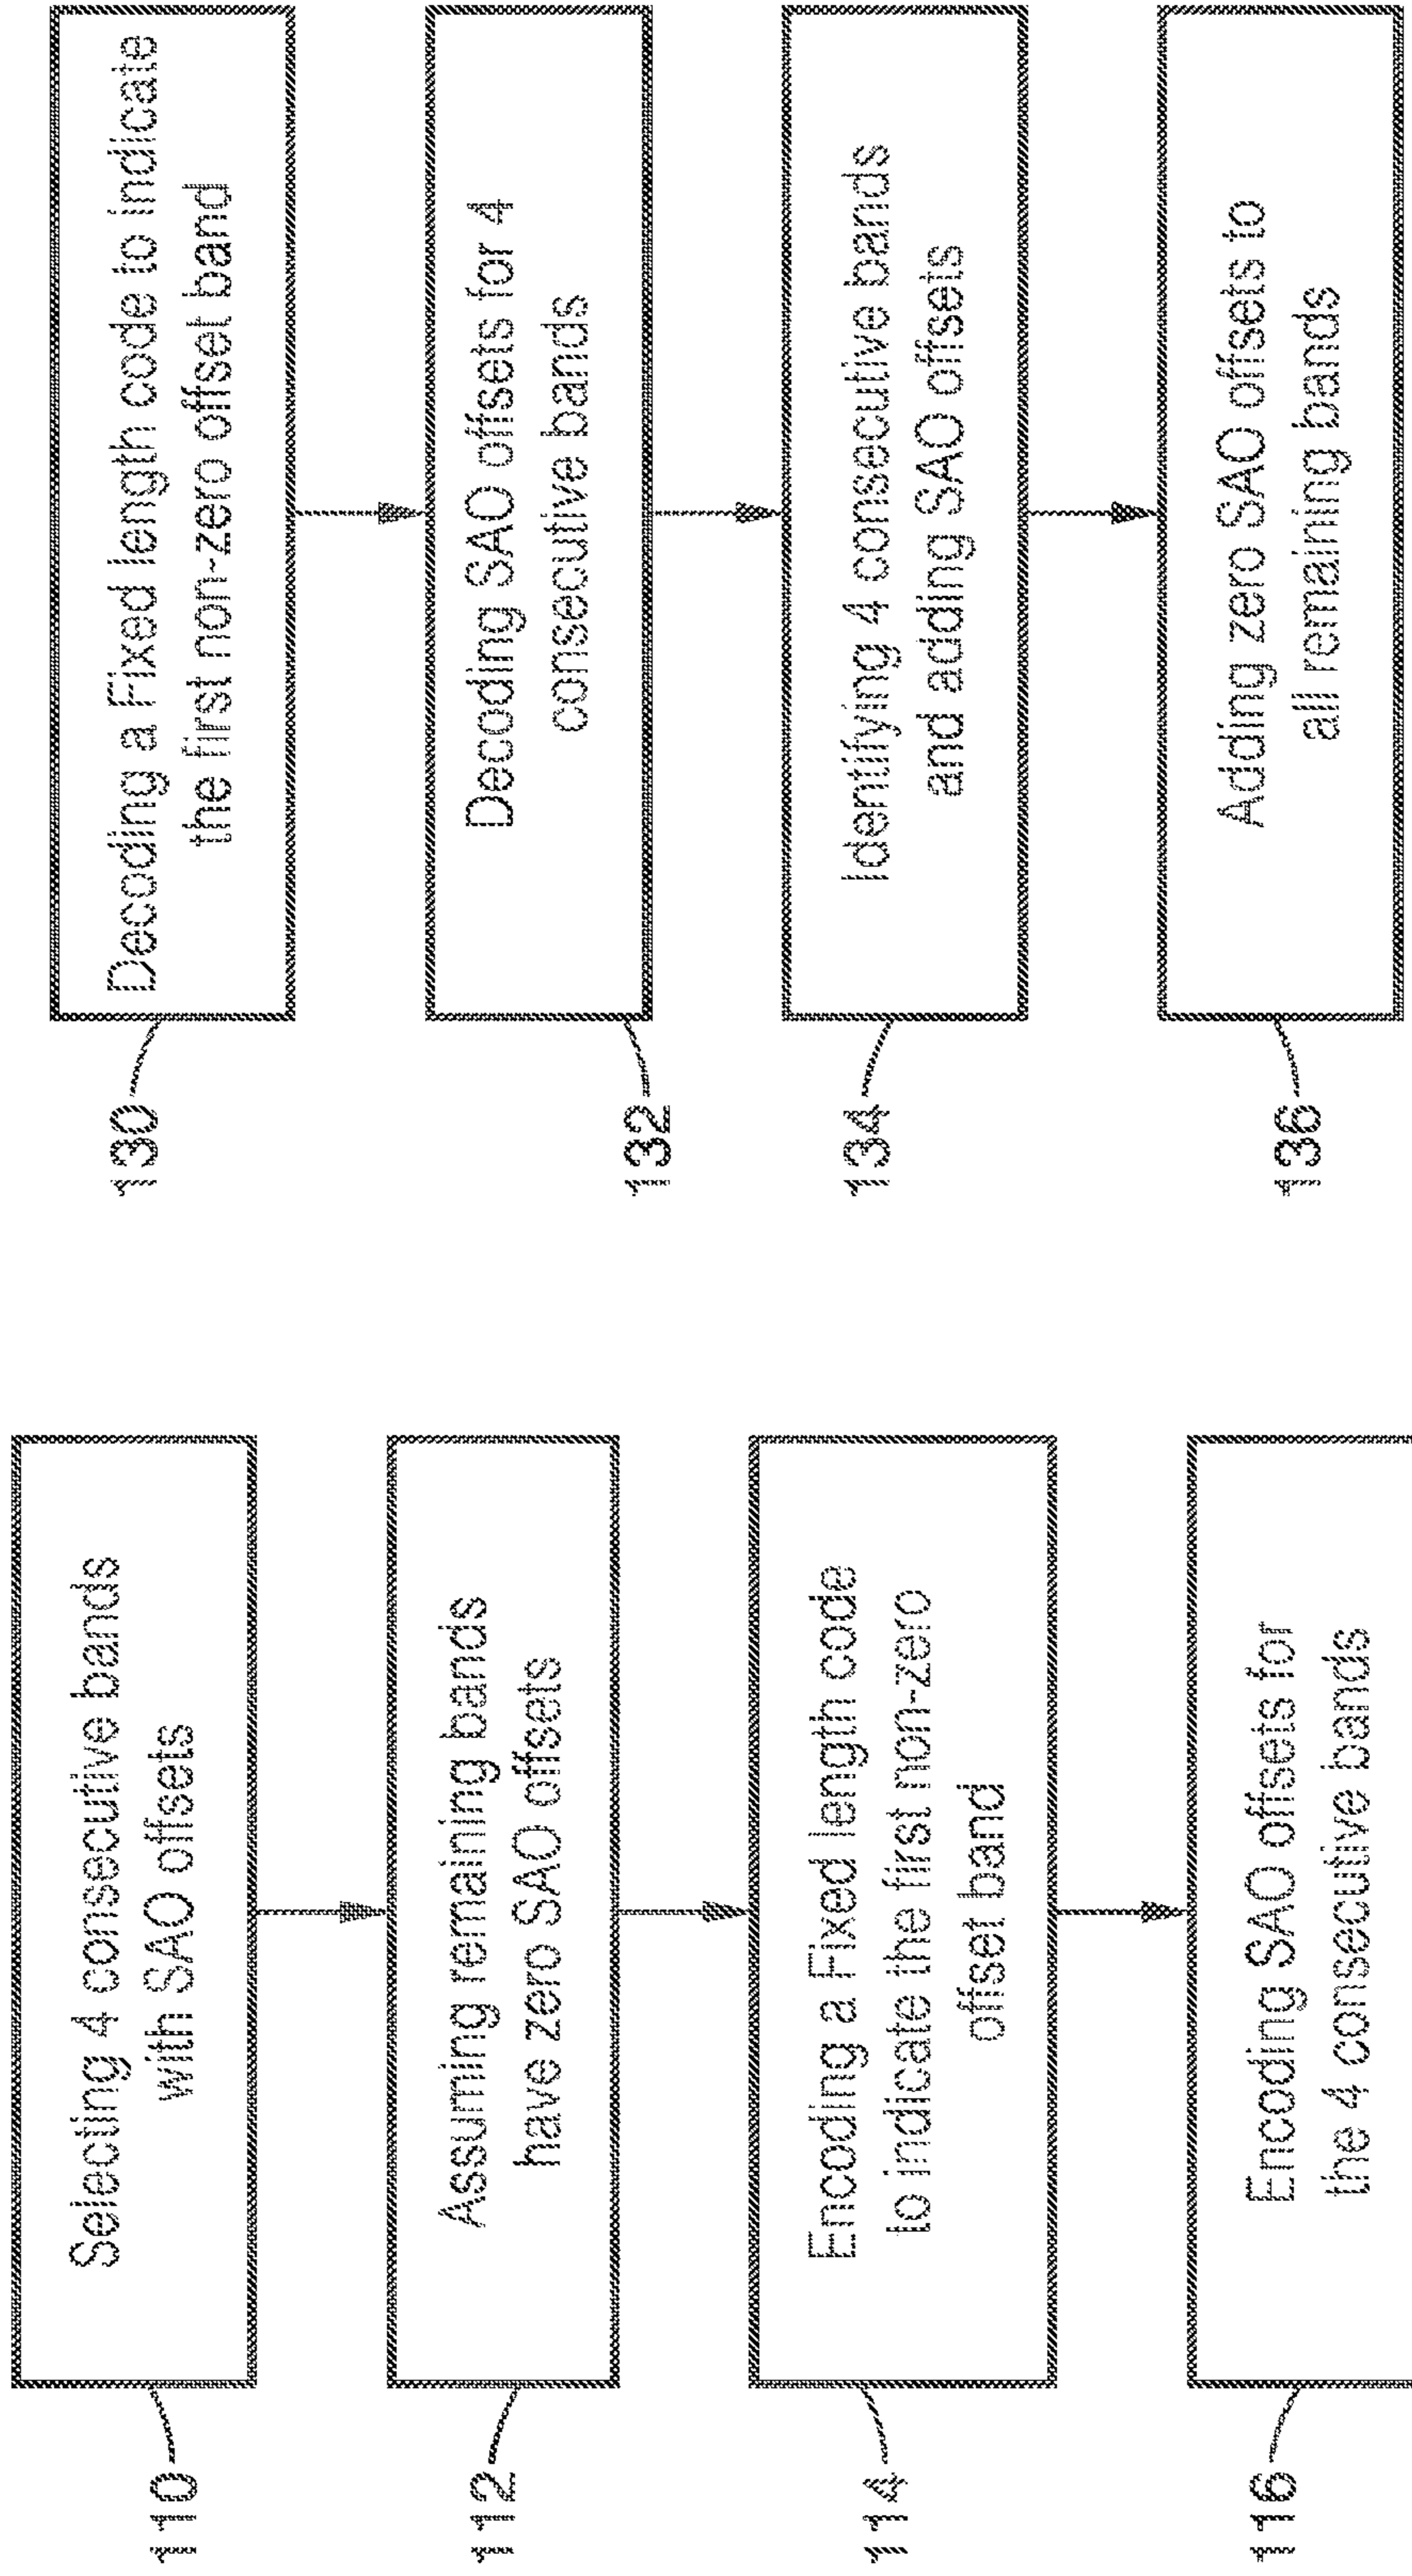 110
Selecting 4 consecutive bands
with SAO offsets
112
Assuming remaining bands
have zero SAO offsets
114
Encoding a Fixed length code
to indicate the first non-zero
offset band
116
Encoding SAO offsets for
the 4 consecutive bands
130
Decoding a Fixed length code to indicate
the first non-zero offset band
132
Decoding SAO offsets for 4
consecutive bands
134
Identifying 4 consecutive bands
and adding SAO offsets
136
Adding zero SAO offsets to
all remaining bands